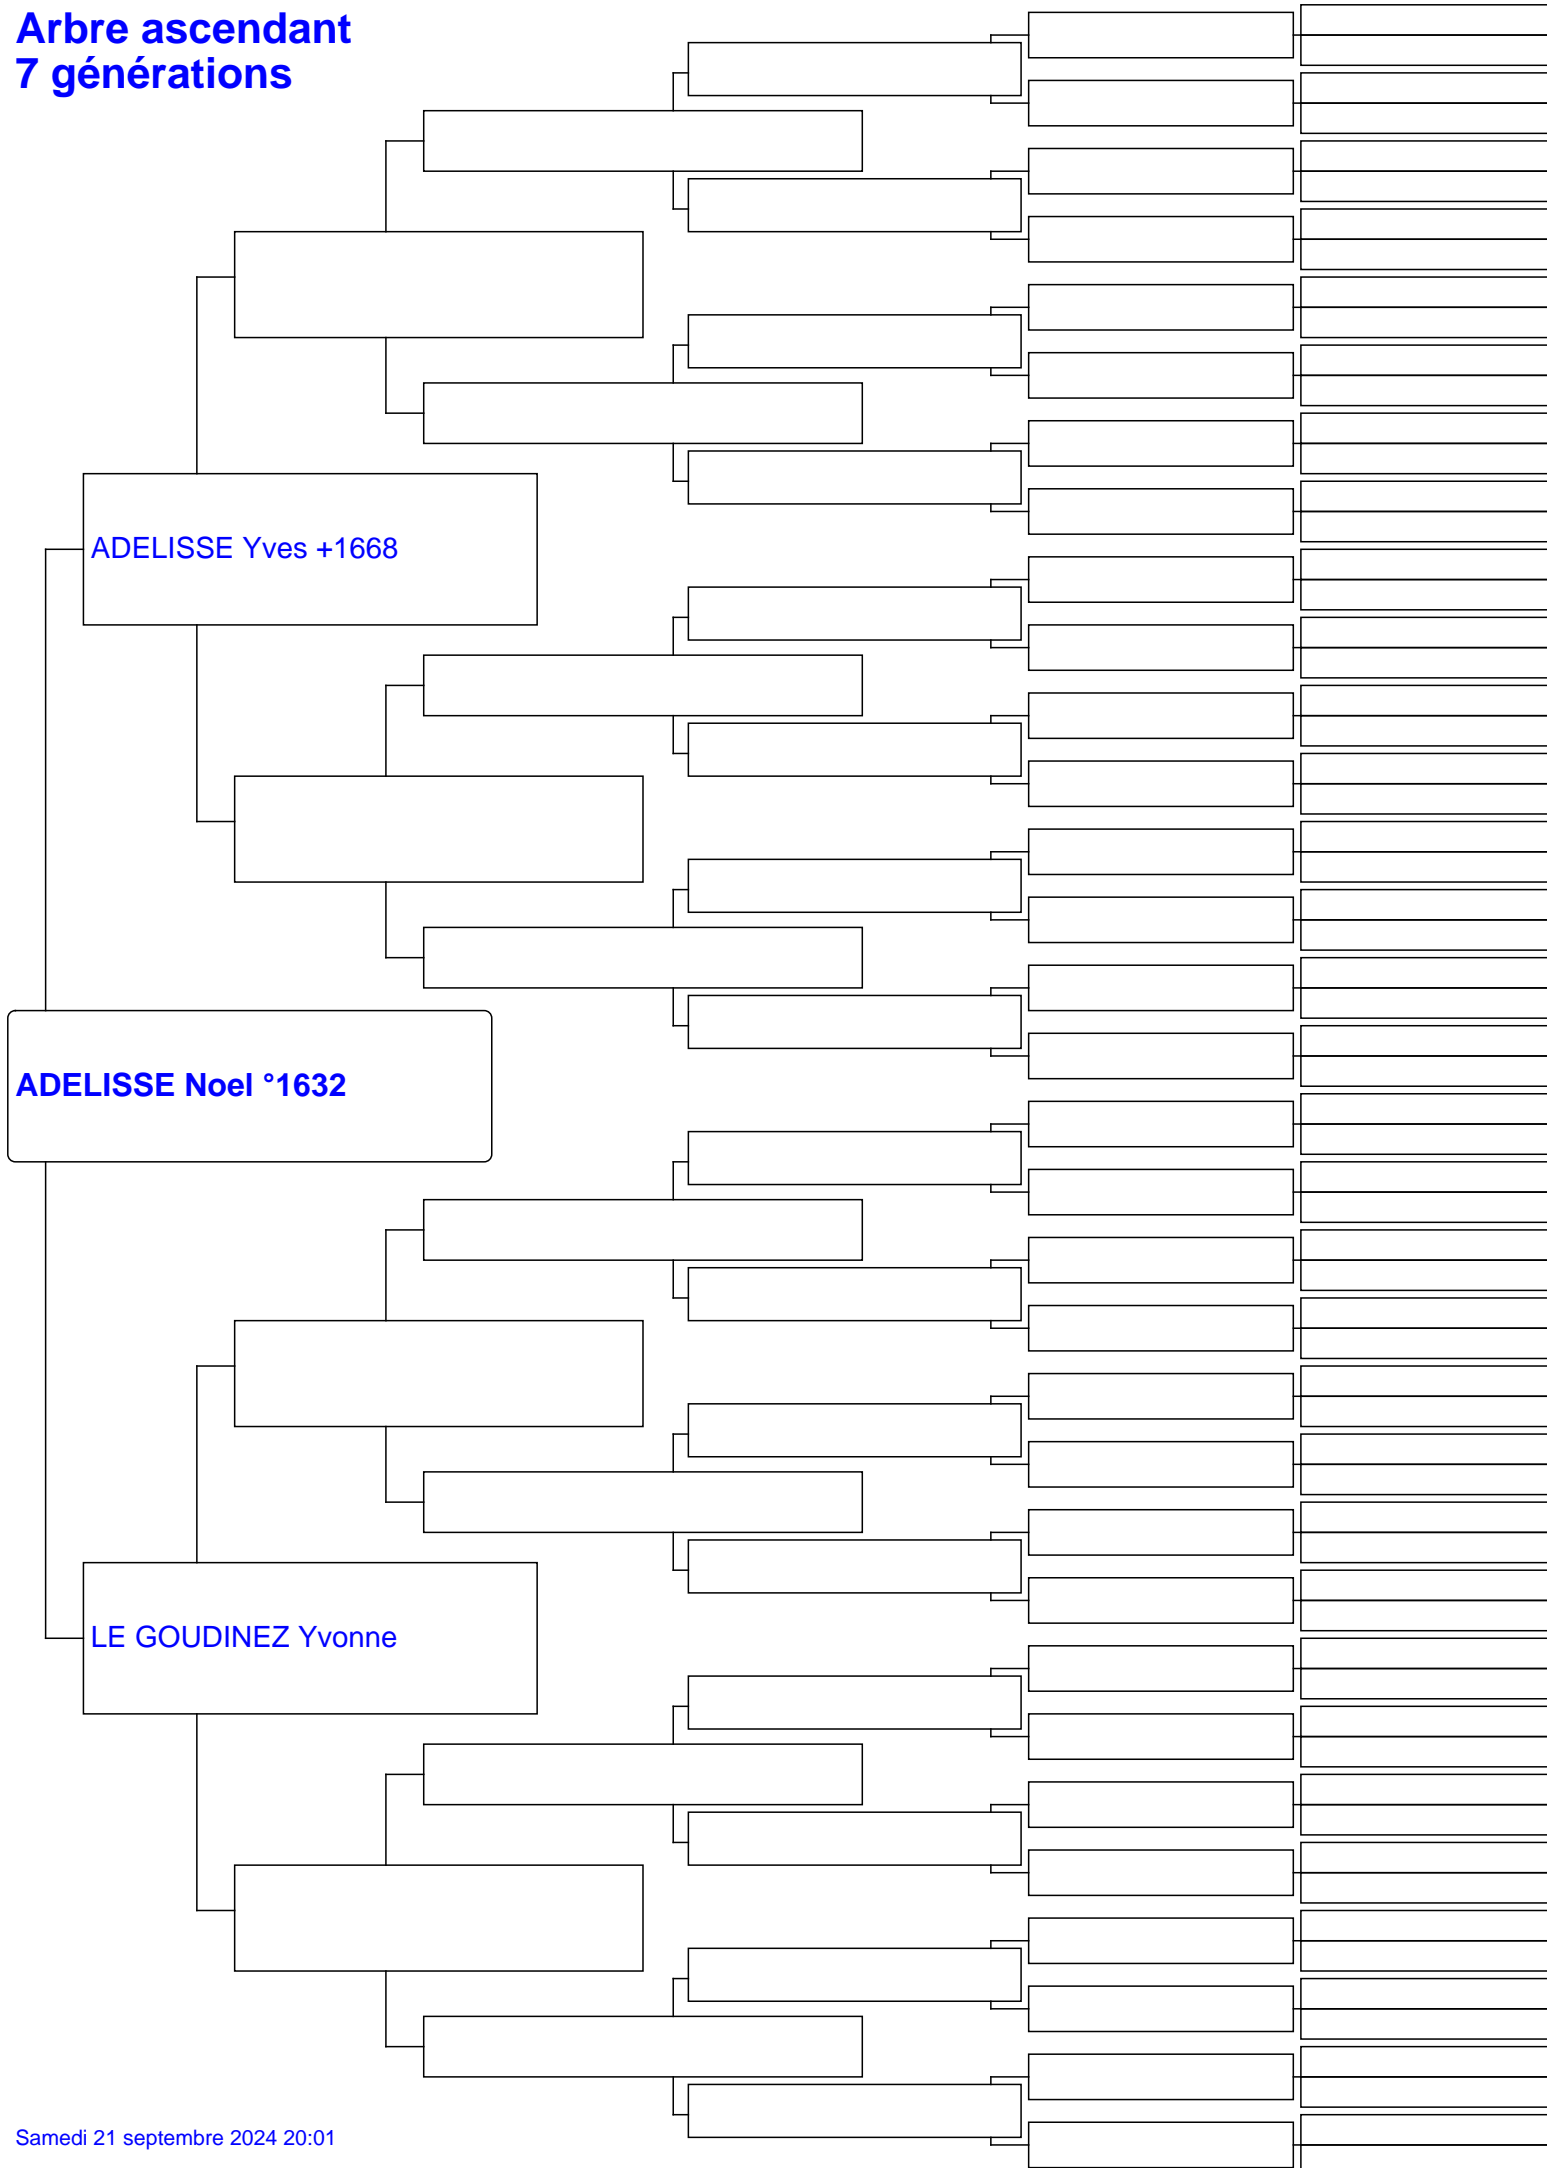 Arbre ascendant
7 générations
ADELISSE Yves +1668
ADELISSE Noel °1632
LE GOUDINEZ Yvonne
Samedi 21 septembre 2024 20:01